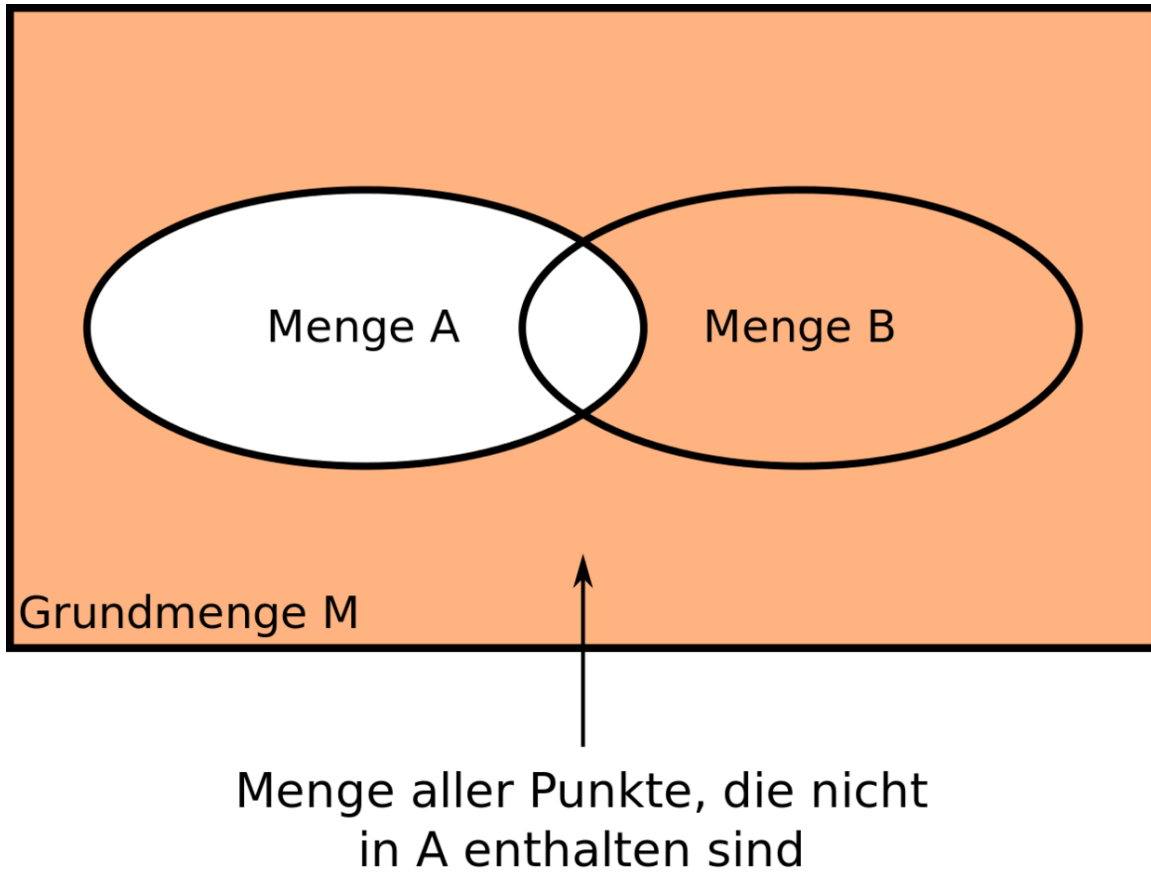 Menge A
Menge B
Grundmenge M
Menge aller Punkte, die nicht
in A enthalten sind